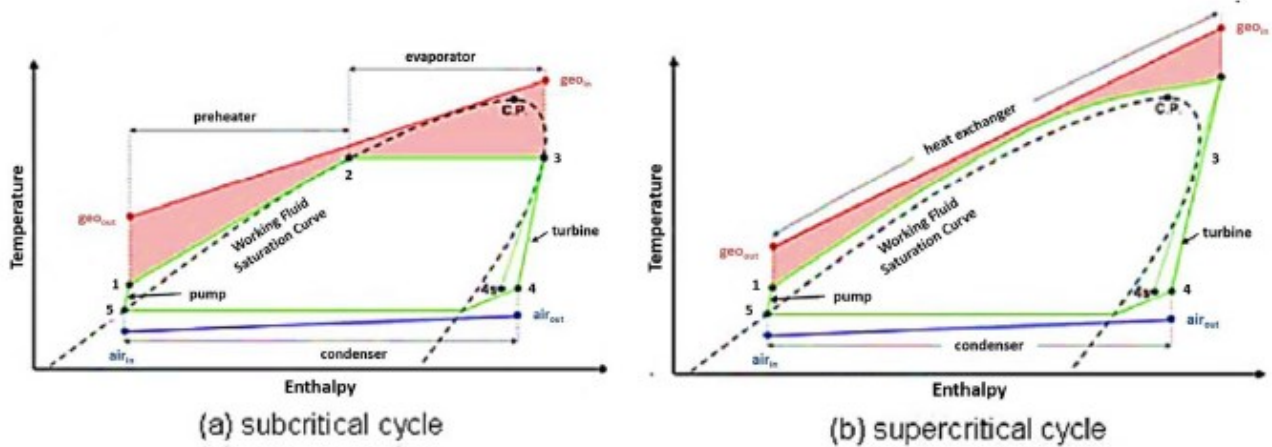 evaporator
geo_in
preheater
C.P.
2
3
geo_out
Working Fluid
Saturation Curve
turbine
1
pump
4s
4
5
air_out
condenser
air_in
Temperature
Enthalpy
(a) subcritical cycle
geo_in
C.P.
heat exchanger
3
geo_out
Working Fluid
Saturation Curve
turbine
1
pump
4s
4
5
air_out
condenser
air_in
Temperature
Enthalpy
(b) supercritical cycle